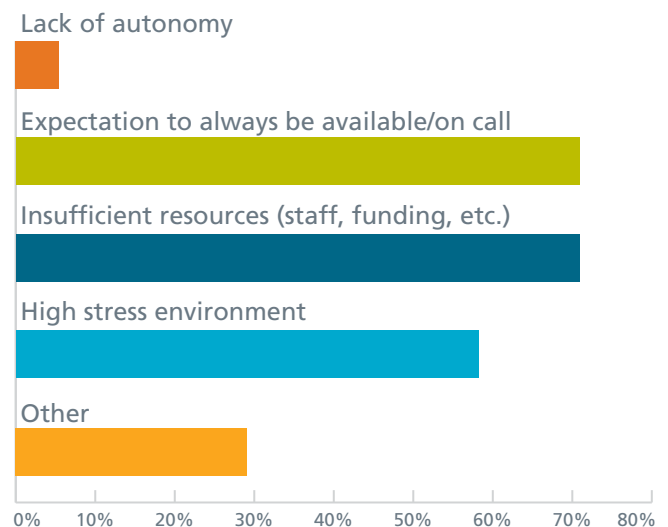 Lack of autonomy
Expectation to always be available/on call
Insufficient resources (staff, funding, etc.)
High stress environment
Other
0% 10% 20% 30% 40% 50% 60% 70% 80%